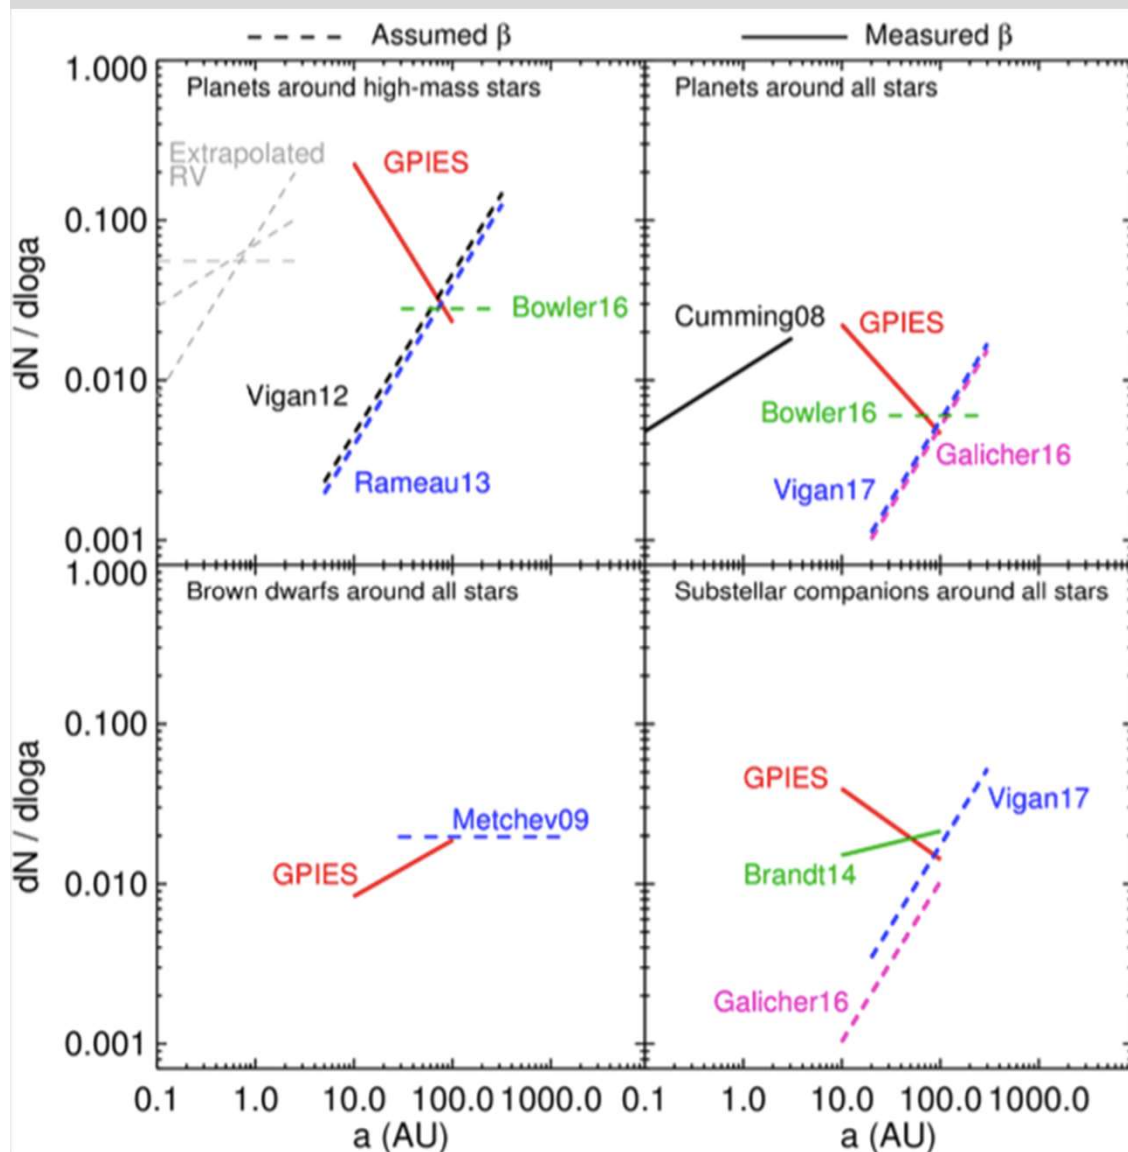 Assumed β
Measured β
1.000
Planets around high-mass stars
Planets around all stars
Extrapolated
RV
GPIES
0.100
dN / dloga
Bowler16
Cumming08
GPIES
0.010
Vigan12
Bowler16
Galicher16
Rameau13
Vigan17
0.001
1.000
Brown dwarfs around all stars
Substellar companions around all stars
0.100
dN / dloga
GPIES
Vigan17
Metchev09
GPIES
Brandt14
0.010
Galicher16
0.001
0.1 1.0 10.0 100.0 1000.0 0.1 1.0 10.0 100.0 1000.0
a (AU) a (AU)